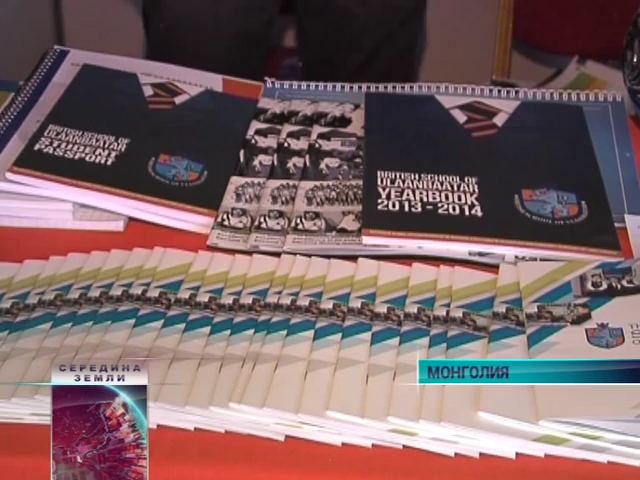 BRITISH SCHOOL OF
ULAANBAATAR
STUDENT
PASSPORT
BRITISH SCHOOL OF
ULAANBAATAR
YEARBOOK
2013 - 2014
СЕРЕДИНА
ЗЕМЛИ
МОНГОЛИЯ